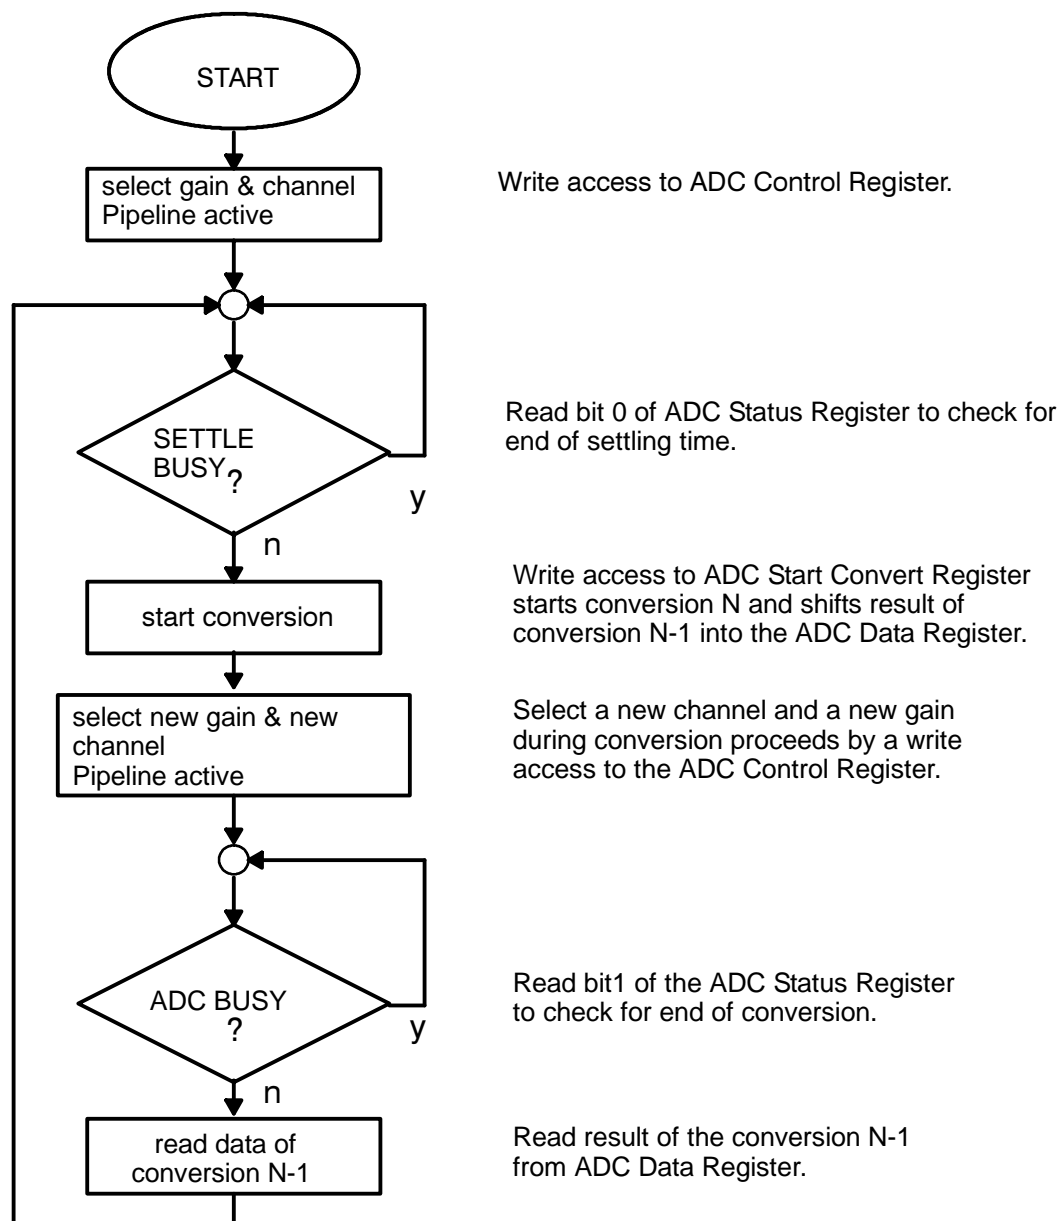 START
select gain & channel
Pipeline active
Write access to ADC Control Register.
SETTLE
BUSY?
y
n
Read bit 0 of ADC Status Register to check for
end of settling time.
start conversion
Write access to ADC Start Convert Register
starts conversion N and shifts result of
conversion N-1 into the ADC Data Register.
select new gain & new
channel
Pipeline active
Select a new channel and a new gain
during conversion proceeds by a write
access to the ADC Control Register.
ADC BUSY
?
y
n
Read bit1 of the ADC Status Register
to check for end of conversion.
read data of
conversion N-1
Read result of the conversion N-1
from ADC Data Register.